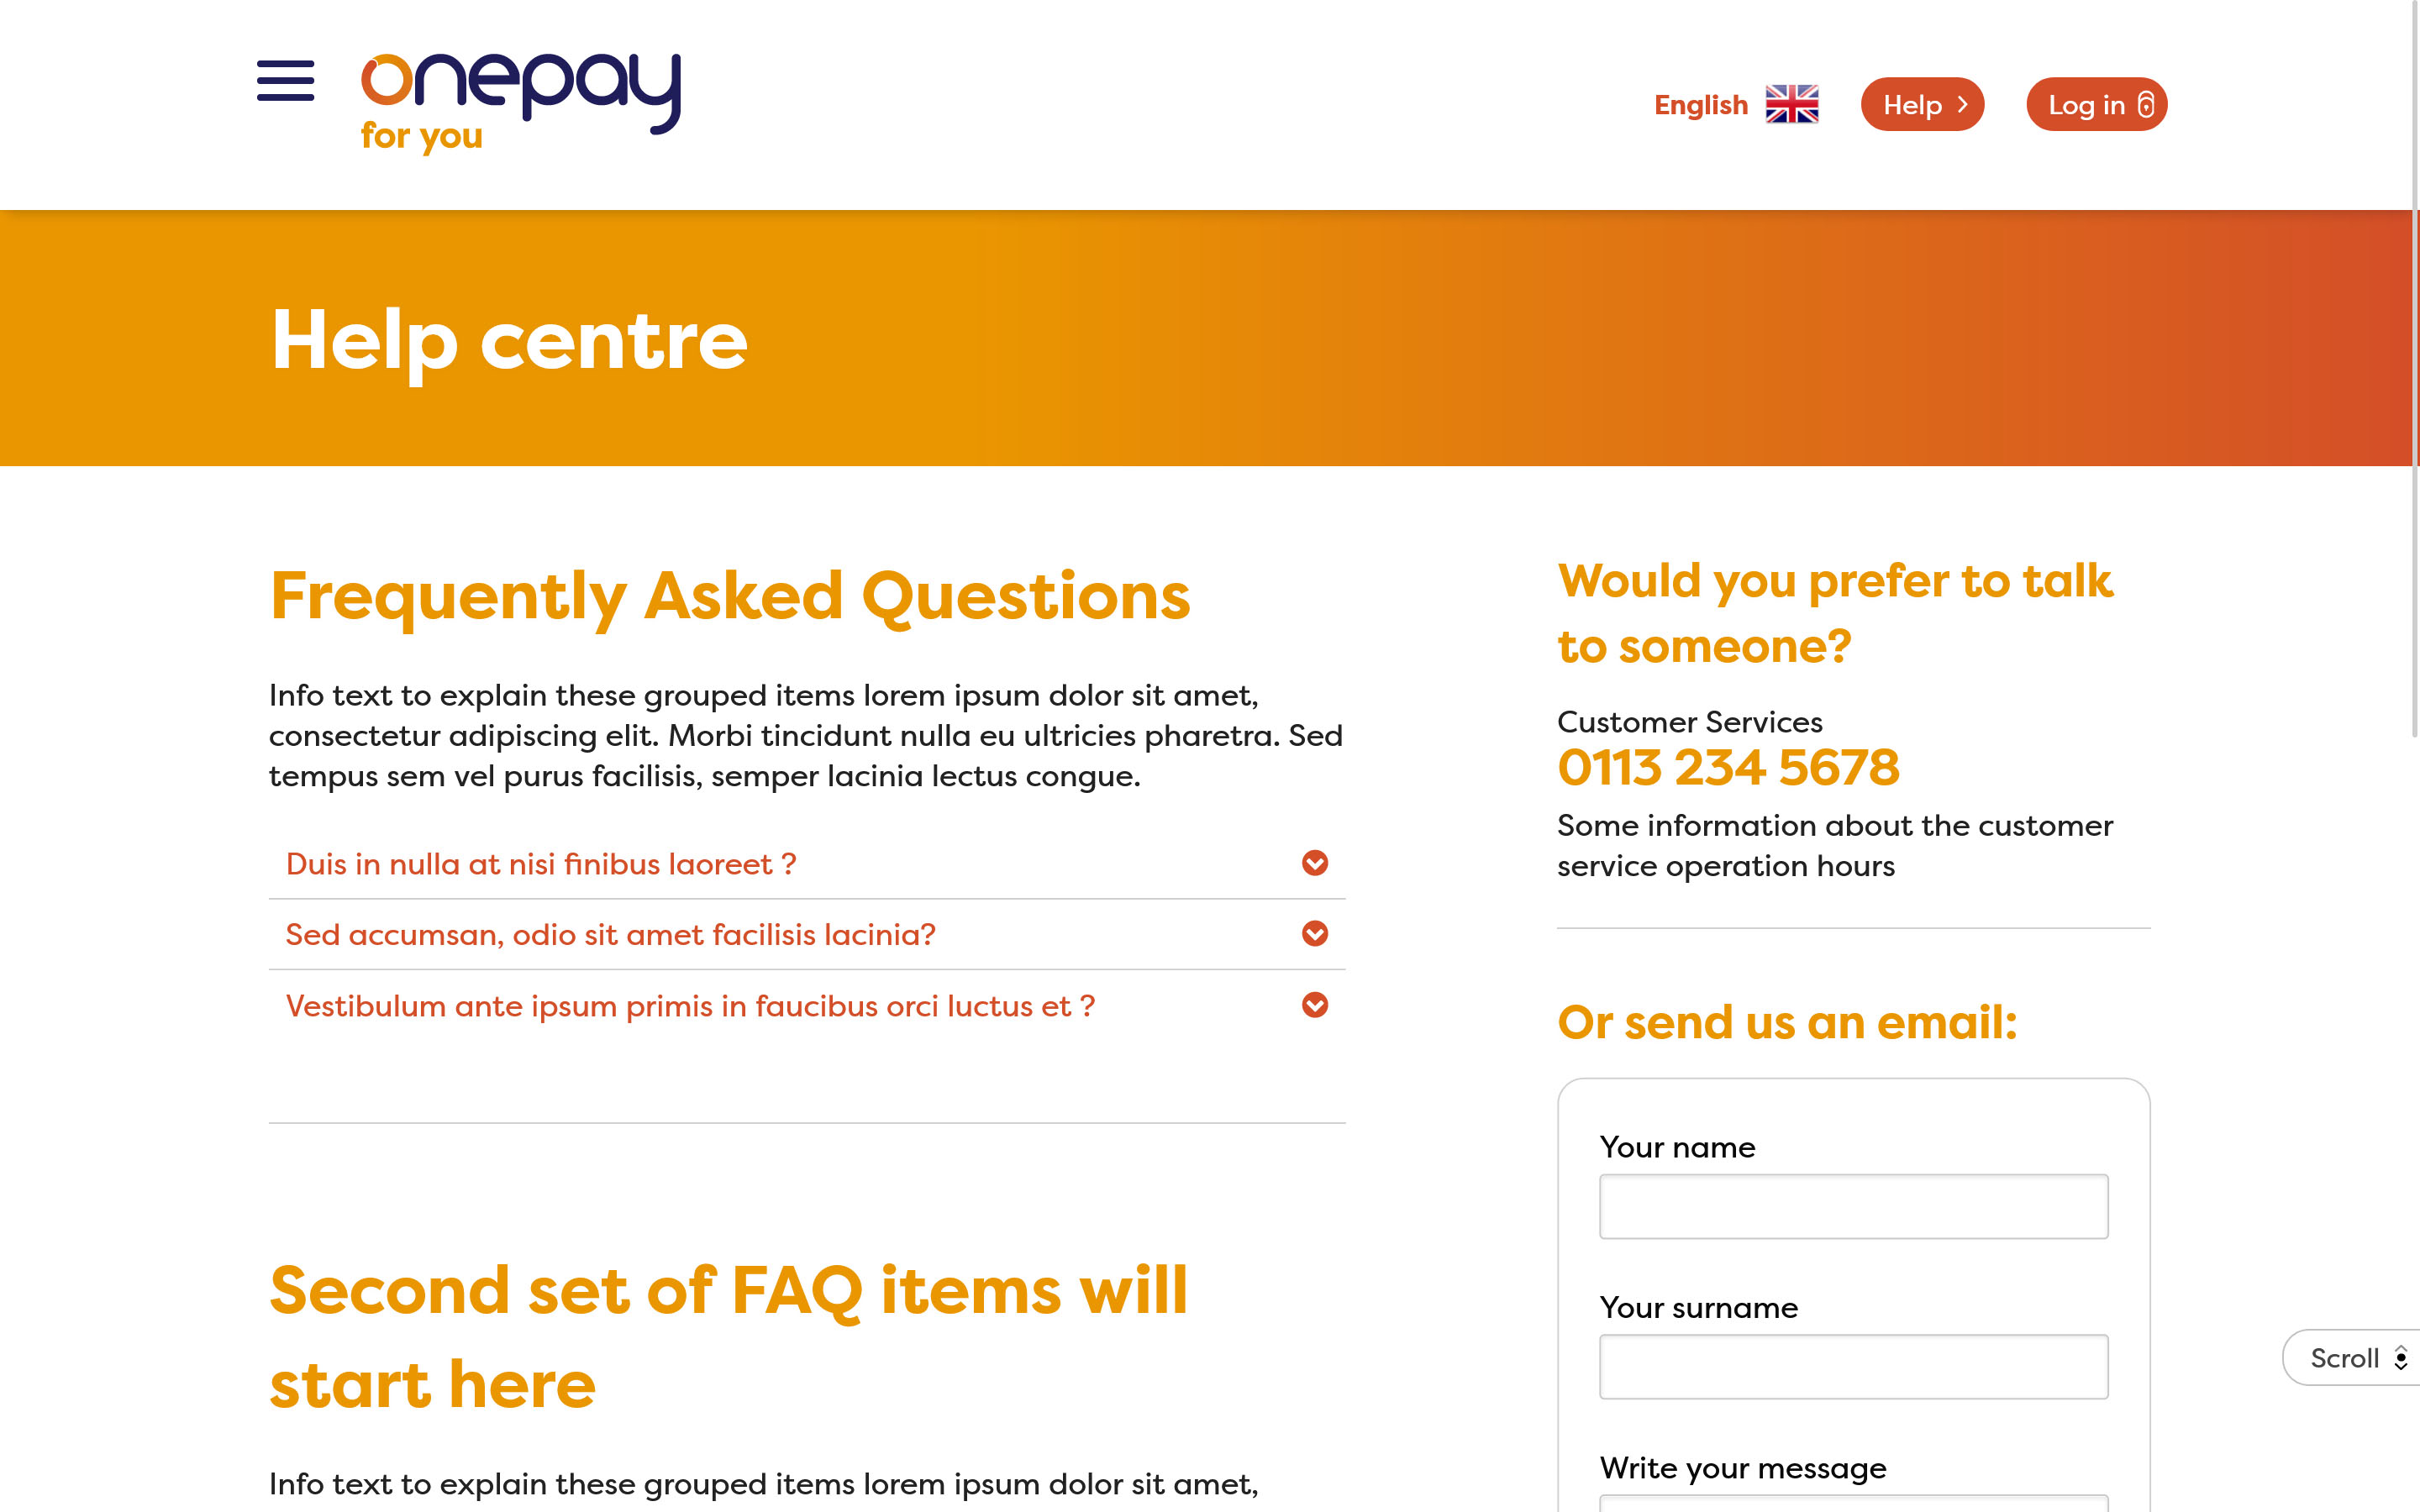 onepay
for you
English
Help
Log in
Help centre
Frequently Asked Questions
Info text to explain these grouped items lorem ipsum dolor sit amet,
consectetur adipiscing elit. Morbi tincidunt nulla eu ultricies pharetra. Sed
tempus sem vel purus facilisis, semper lacinia lectus congue.
Duis in nulla at nisi finibus laoreet ?
Sed accumsan, odio sit amet facilisis lacinia?
Vestibulum ante ipsum primis in faucibus orci luctus et ?
Second set of FAQ items will
start here
Info text to explain these grouped items lorem ipsum dolor sit amet,
Would you prefer to talk
to someone?
Customer Services
0113 234 5678
Some information about the customer
service operation hours
Or send us an email:
Your name
Your surname
Write your message
Scroll